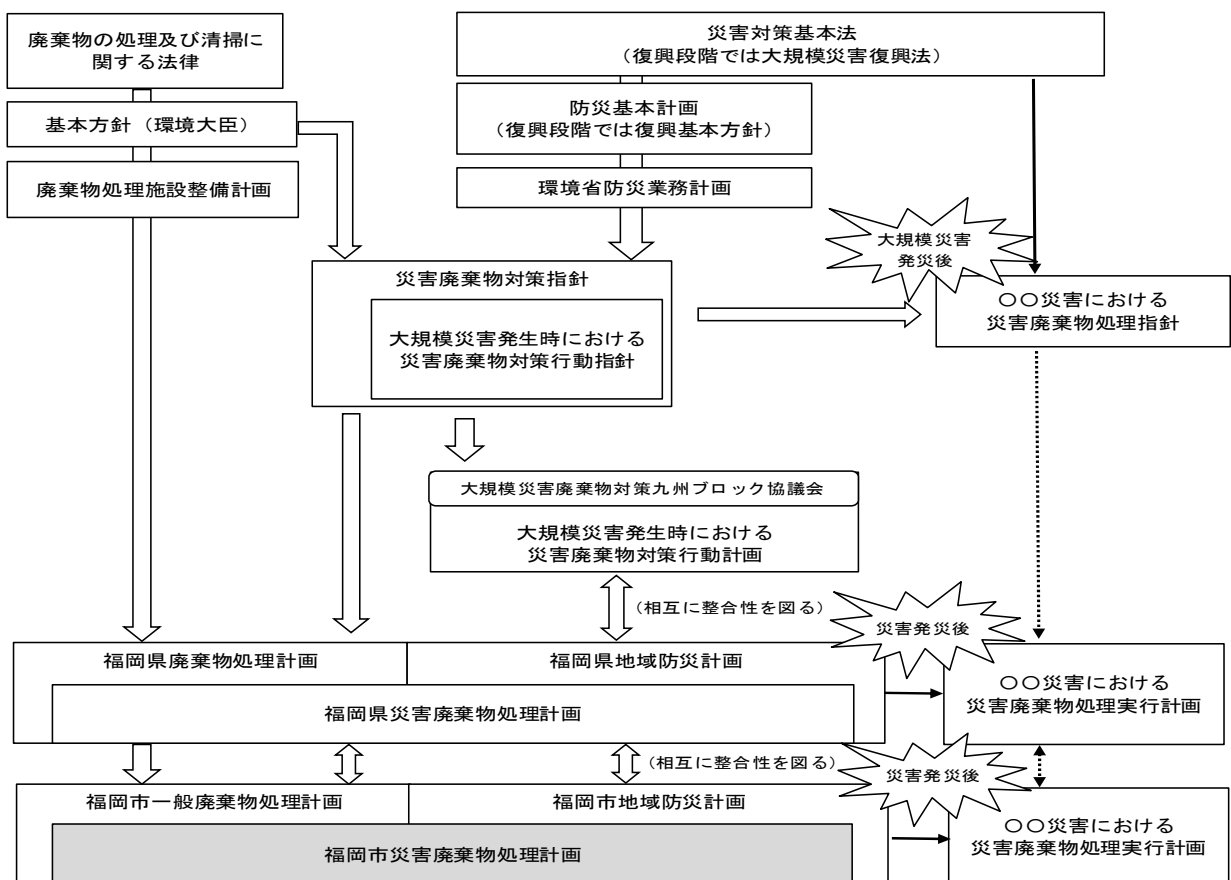 廃棄物の処理及び清掃に
関する法律
災害対策基本法
(復興段階では大規模災害復興法)
基本方針(環境大臣)
防災基本計画
(復興段階では復興基本方針)
廃棄物処理施設整備計画
環境省防災業務計画
大規模災害
発災後
災害廃棄物対策指針
大規模災害発生時における
災害廃棄物対策行動指針
〇〇災害における
災害廃棄物処理指針
大規模災害廃棄物対策九州ブロック協議会
大規模災害発生時における
災害廃棄物対策行動計画
(相互に整合性を図る)
災害発災後
福岡県廃棄物処理計画
福岡県地域防災計画
福岡県災害廃棄物処理計画
〇〇災害における
災害廃棄物処理実行計画
(相互に整合性を図る)
災害発災後
福岡市一般廃棄物処理計画
福岡市地域防災計画
福岡市災害廃棄物処理計画
〇〇災害における
災害廃棄物処理実行計画